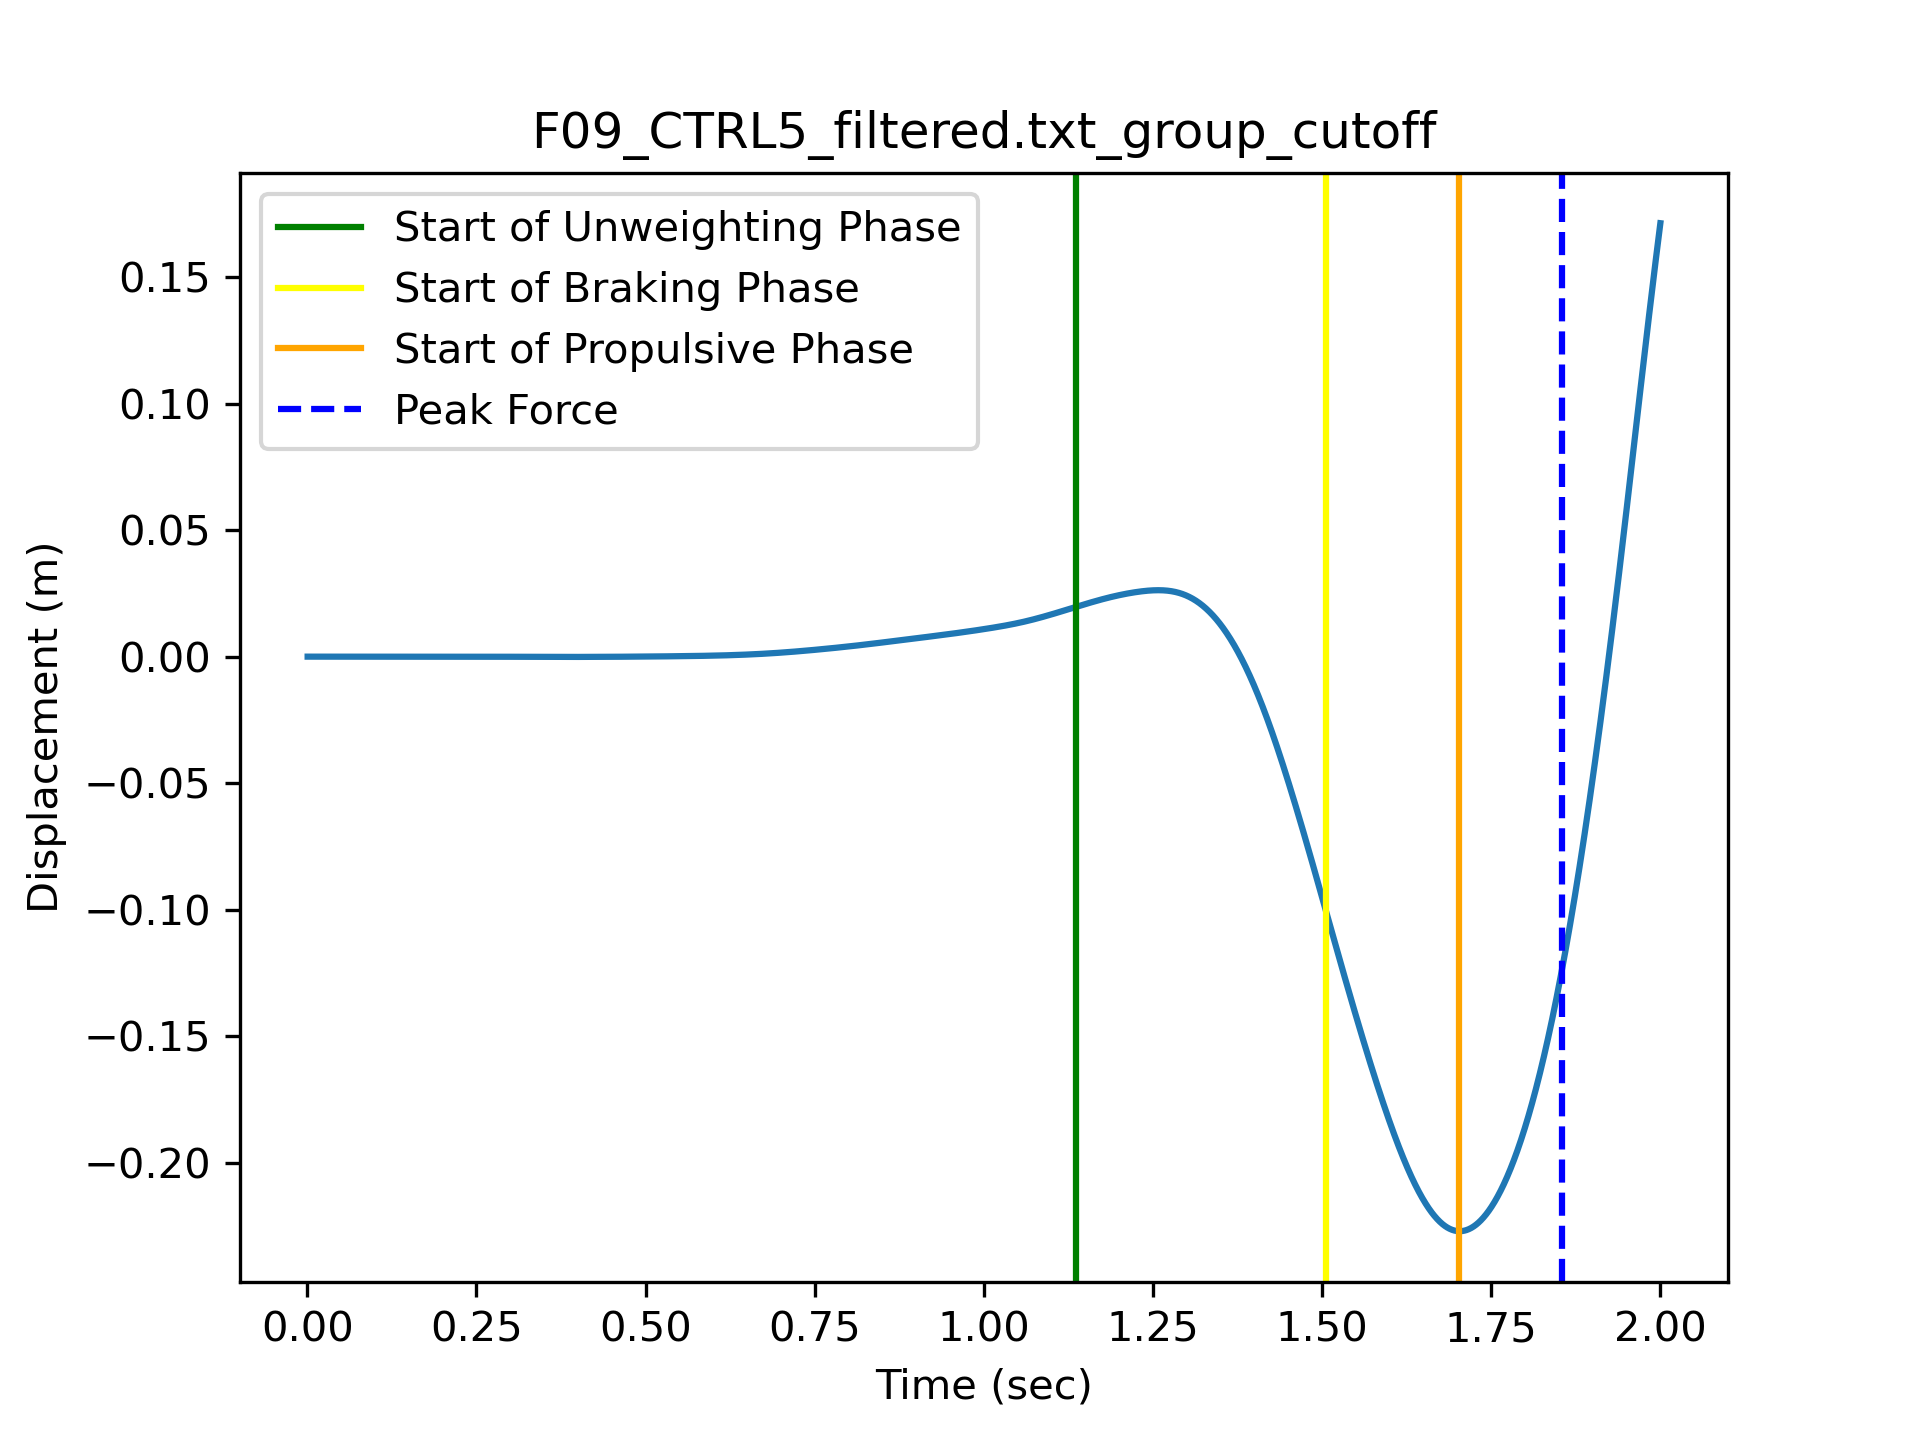 F09_CTRL5_filtered.txt_group_cutoff
Start of Unweighting Phase
Start of Braking Phase
Start of Propulsive Phase
Peak Force
Displacement (m)
0.15
0.10
0.05
0.00
−0.05
−0.10
−0.15
−0.20
0.00 0.25 0.50 0.75 1.00 1.25 1.50 1.75 2.00
Time (sec)